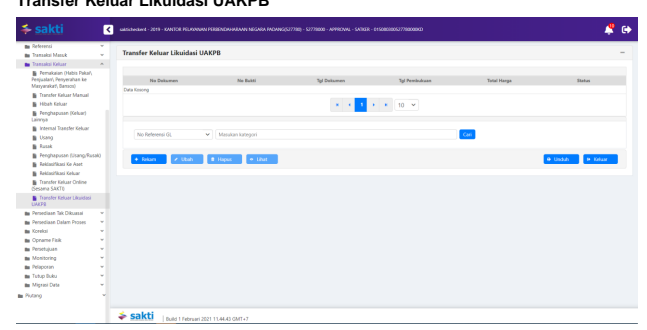 Transfer Keluar Likuidasi UAKPB
sakti
saktitestient - 2019 - KANTOR PELAYANAN PERBENDAHARAAN NEGARA PADANG(527780) - 52778000 - APPROVAL - SATKER - 015080300527780000KD
Referensi
Transaksi Masuk
Transaksi Keluar
Pemakaian (Habis Pakai\
Penjualan\ Penyerahan ke
Masyarakat\ Bansos)
Transfer Keluar Manual
Hibah Keluar
Penghapusan (Keluar)
Lainnya
Internal Transfer Keluar
Usang
Rusak
Penghapusan (Usang/Rusak)
Reklasifikasi Ke Aset
Reklasifikasi Keluar
Transfer Keluar Online
(Sesama SAKTI)
Transfer Keluar Likuidasi
UAKPB
Persediaan Tak Dikuasai
Persediaan Dalam Proses
Koreksi
Opname Fisik
Persetujuan
Monitoring
Pelaporan
Tutup Buku
Migrasi Data
Piutang
Transfer Keluar Likuidasi UAKPB
No Dokumen No Bukti Tgl Dokumen Tgl Pembukuan Total Harga Status
Data Kosong
« ‹ 1 › » 10
No Referensi GL Masukan kategori Cari
+ Rekam Ubah Hapus Lihat Unduh Keluar
sakti Build 1 Februari 2021 11.44.43 GMT+7